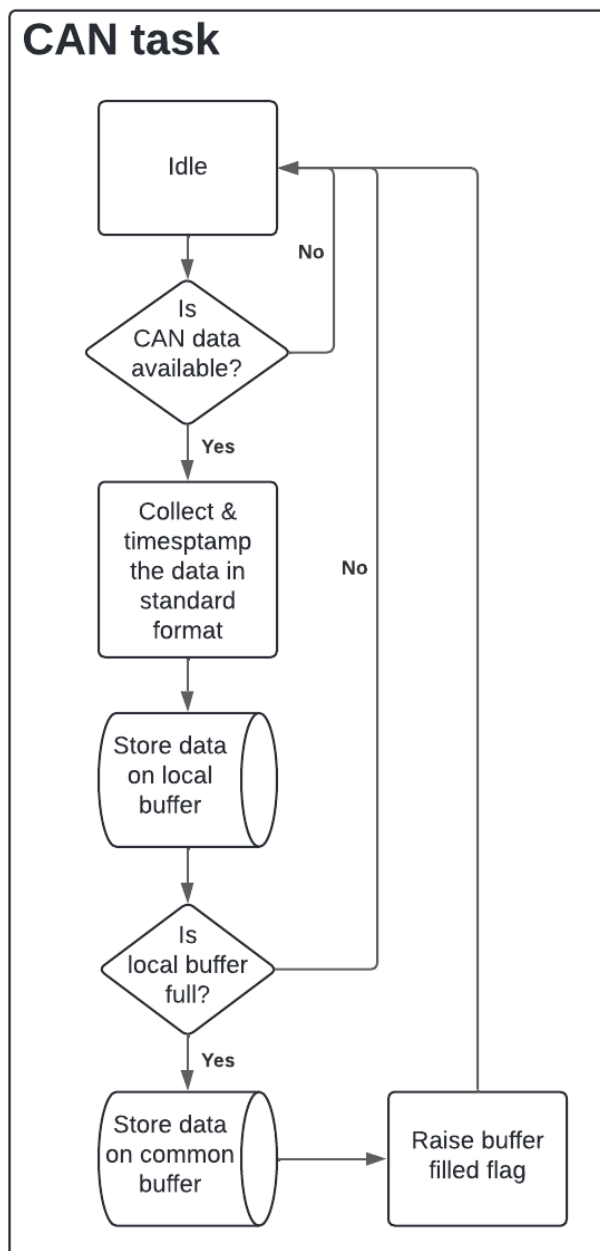 CAN task
Idle
No
Is
CAN data
available?
Yes
Collect &
timesptamp
the data in
standard
format
No
Store data
on local
buffer
Is
local buffer
full?
Yes
Store data
on common
buffer
Raise buffer
filled flag